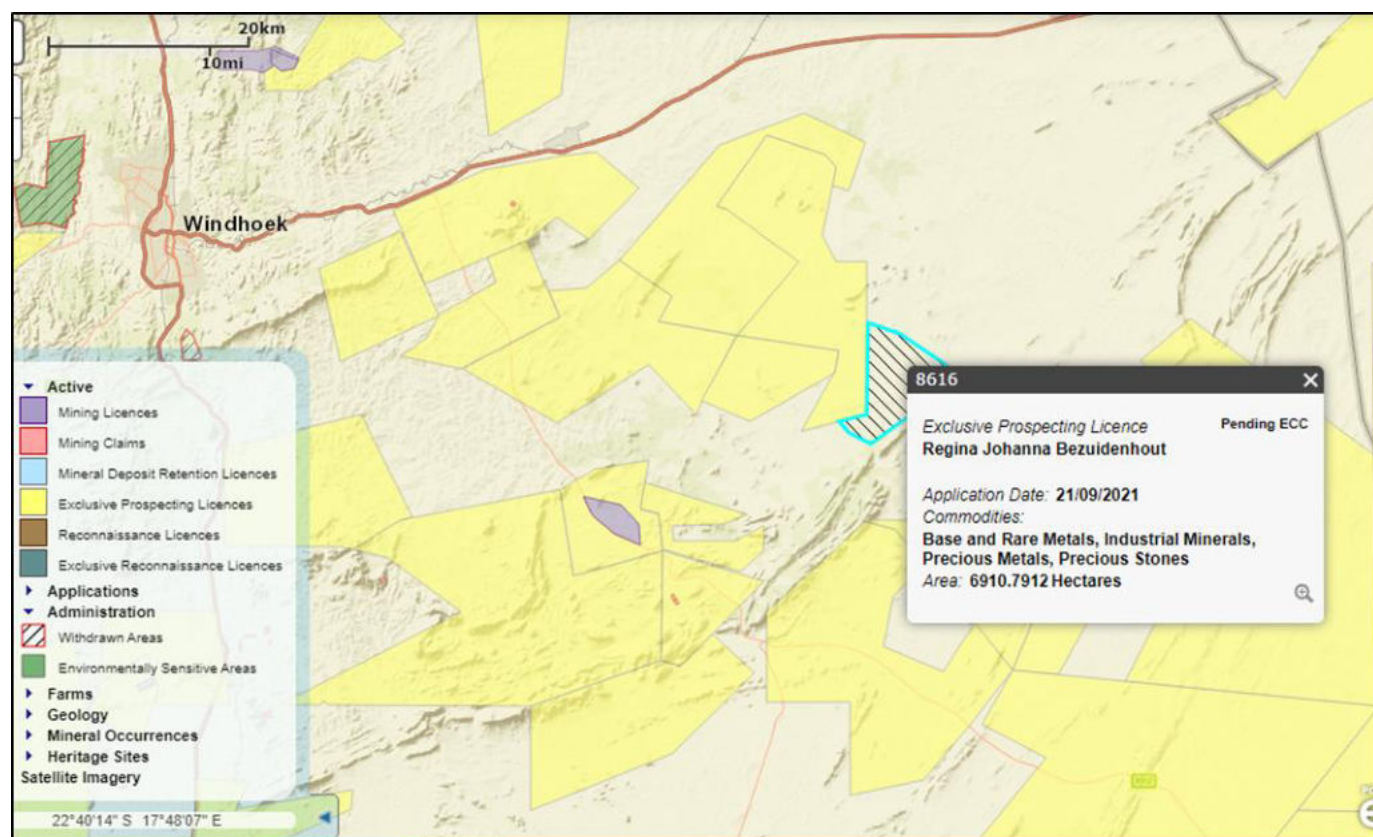 20km
10mi
Windhoek
Active
Mining Licences
Mining Claims
Mineral Deposit Retention Licences
Exclusive Prospecting Licences
Reconnaissance Licences
Exclusive Reconnaissance Licences
Applications
Administration
Withdrawn Areas
Environmentally Sensitive Areas
Farms
Geology
Mineral Occurrences
Heritage Sites
Satellite Imagery
22°40'14" S 17°48'07" E
8616
Exclusive Prospecting Licence Pending ECC
Regina Johanna Bezuidenhout
Application Date: 21/09/2021
Commodities:
Base and Rare Metals, Industrial Minerals,
Precious Metals, Precious Stones
Area: 6910.7912 Hectares